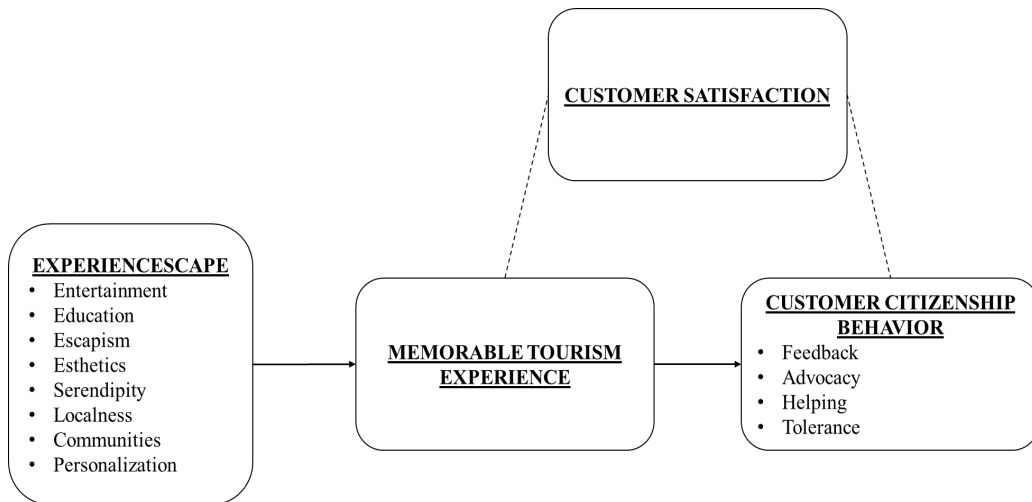 CUSTOMER SATISFACTION
EXPERIENCESCAPE
• Entertainment
• Education
• Escapism
• Esthetics
• Serendipity
• Localness
• Communities
• Personalization
MEMORABLE TOURISM
EXPERIENCE
CUSTOMER CITIZENSHIP
BEHAVIOR
• Feedback
• Advocacy
• Helping
• Tolerance